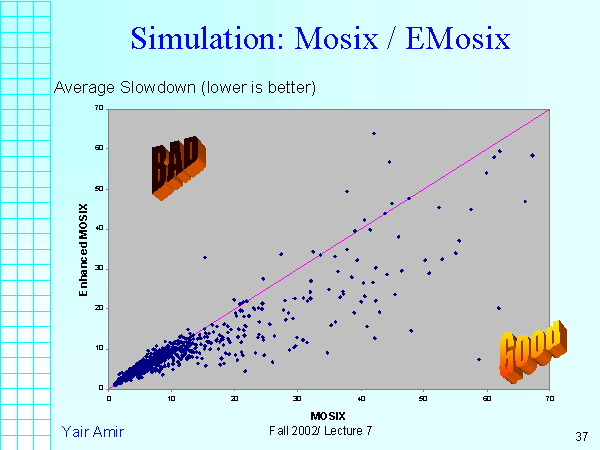 Simulation: Mosix / EMosix
Average Slowdown (lower is better)
70
60
50
40
30
20
10
0
Enhanced MOSIX
BAD
Good
0 10 20 30 40 50 60 70
MOSIX
Yair Amir
Fall 2002/ Lecture 7
37